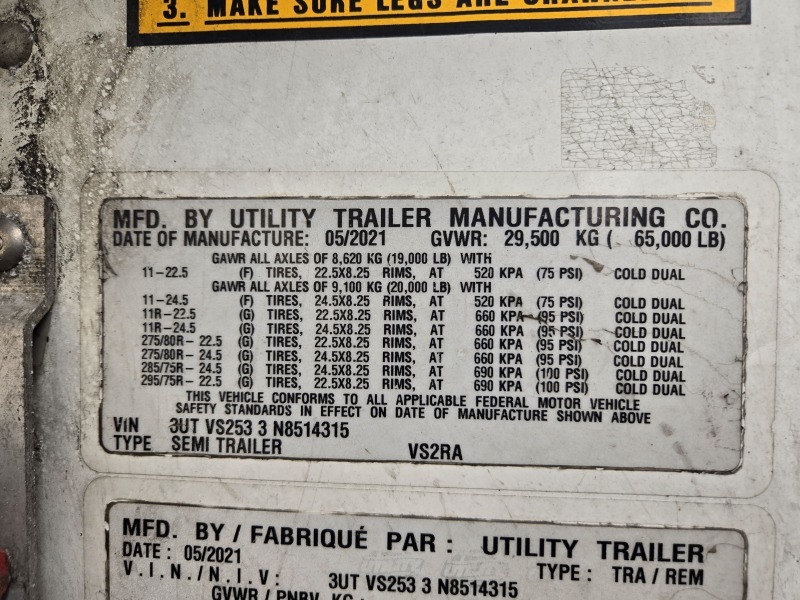 3. MAKE SURE LEGS ARE
MFD. BY UTILITY TRAILER MANUFACTURING CO.
DATE OF MANUFACTURE: 05/2021 GVWR: 29,500 KG ( 65,000 LB)
GAWR ALL AXLES OF 8,620 KG (19,000 LB) WITH
11-22.5 (F) TIRES, 22.5X8.25 RIMS, AT 520 KPA (75 PSI) COLD DUAL
GAWR ALL AXLES OF 9,100 KG (20,000 LB) WITH
11-24.5 (F) TIRES, 24.5X8.25 RIMS, AT 520 KPA (75 PSI) COLD DUAL
11R-22.5 (G) TIRES, 22.5X8.25 RIMS, AT 660 KPA (95 PSI) COLD DUAL
11R-24.5 (G) TIRES, 24.5X8.25 RIMS, AT 660 KPA (95 PSI) COLD DUAL
275/80R-22.5 (G) TIRES, 22.5X8.25 RIMS, AT 660 KPA (95 PSI) COLD DUAL
275/80R-24.5 (G) TIRES, 24.5X8.25 RIMS, AT 660 KPA (95 PSI) COLD DUAL
285/75R-24.5 (G) TIRES, 24.5X8.25 RIMS, AT 690 KPA (100 PSI) COLD DUAL
295/75R-22.5 (G) TIRES, 22.5X8.25 RIMS, AT 690 KPA (100 PSI) COLD DUAL
THIS VEHICLE CONFORMS TO ALL APPLICABLE FEDERAL MOTOR VEHICLE
SAFETY STANDARDS IN EFFECT ON DATE OF MANUFACTURE SHOWN ABOVE
VIN 3UT VS253 3 N8514315
TYPE SEMI TRAILER VS2RA
MFD. BY / FABRIQUÉ PAR: UTILITY TRAILER
DATE: 05/2021 TYPE: TRA / REM
V.I.N./N.I.V: 3UT VS253 3 N8514315
GVWR / PNBV KG